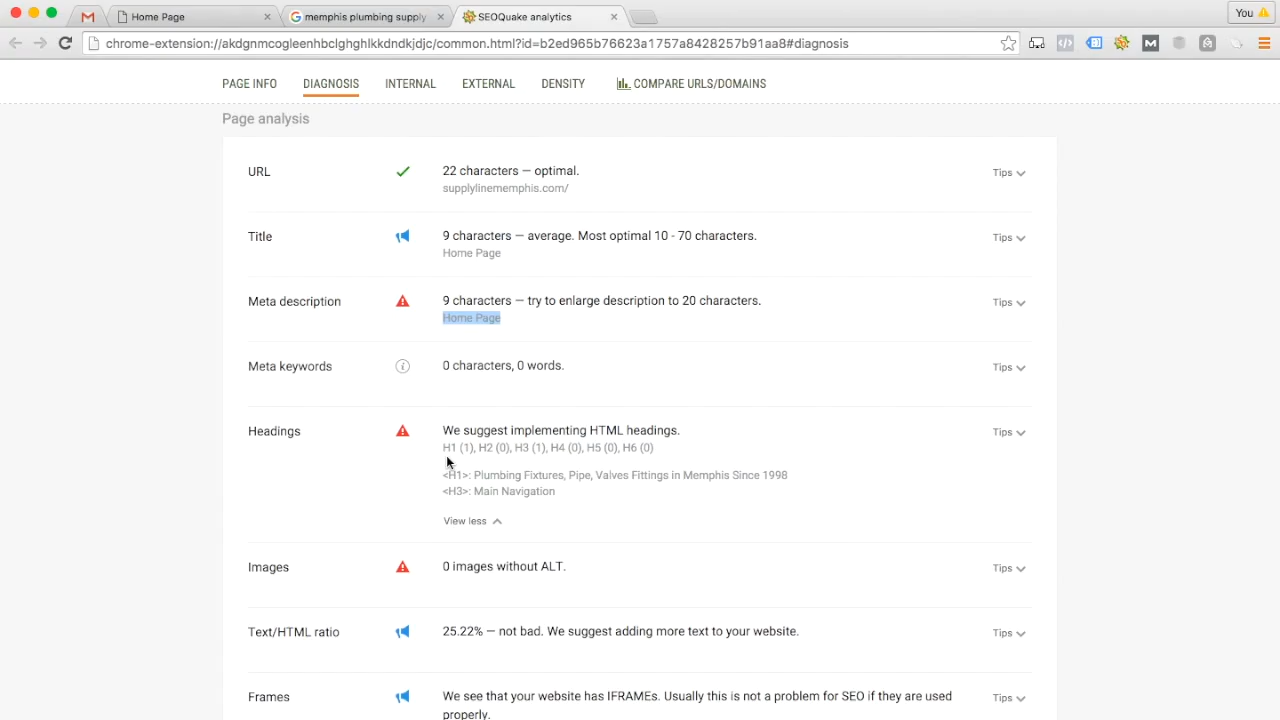 Home Page
memphis plumbing supply
SEOQuake analytics
You
chrome-extension://akdgnmcogleenhbclghghlkkdndkjdjc/common.html?id=b2ed965b76623a1757a8428257b91aa8#diagnosis
PAGE INFO DIAGNOSIS INTERNAL EXTERNAL DENSITY COMPARE URLS/DOMAINS
Page analysis
URL 22 characters — optimal. Tips
supplylinememphis.com/
Title 9 characters — average. Most optimal 10 - 70 characters. Tips
Home Page
Meta description 9 characters — try to enlarge description to 20 characters. Tips
Home Page
Meta keywords 0 characters, 0 words. Tips
Headings We suggest implementing HTML headings. Tips
H1 (1), H2 (0), H3 (1), H4 (0), H5 (0), H6 (0)
<H1>: Plumbing Fixtures, Pipe, Valves Fittings in Memphis Since 1998
<H3>: Main Navigation
View less
Images 0 images without ALT. Tips
Text/HTML ratio 25.22% — not bad. We suggest adding more text to your website. Tips
Frames We see that your website has IFRAMEs. Usually this is not a problem for SEO if they are used Tips
properly.